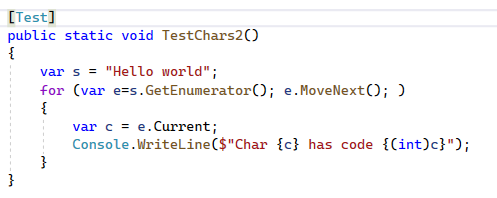 [Test]
public static void TestChars2()
{
    var s = "Hello world";
    for (var e=s.GetEnumerator(); e.MoveNext(); )
    {
        var c = e.Current;
        Console.WriteLine($"Char {c} has code {(int)c}");
    }
}